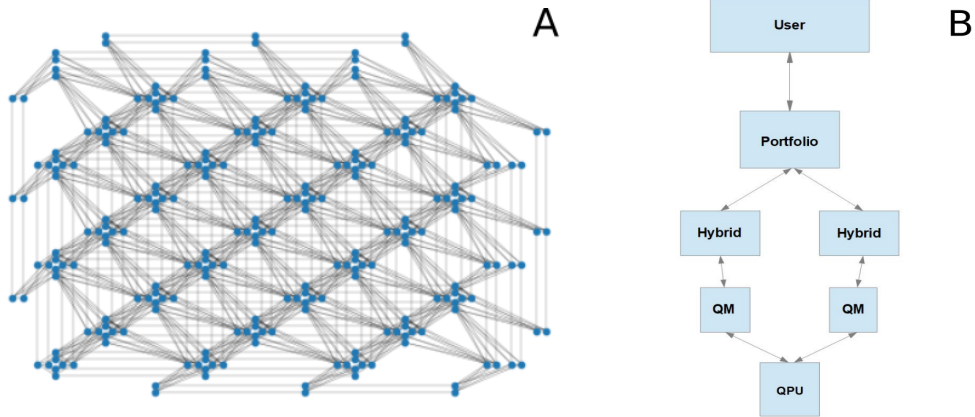 A
B
User
Portfolio
Hybrid
Hybrid
QM
QM
QPU